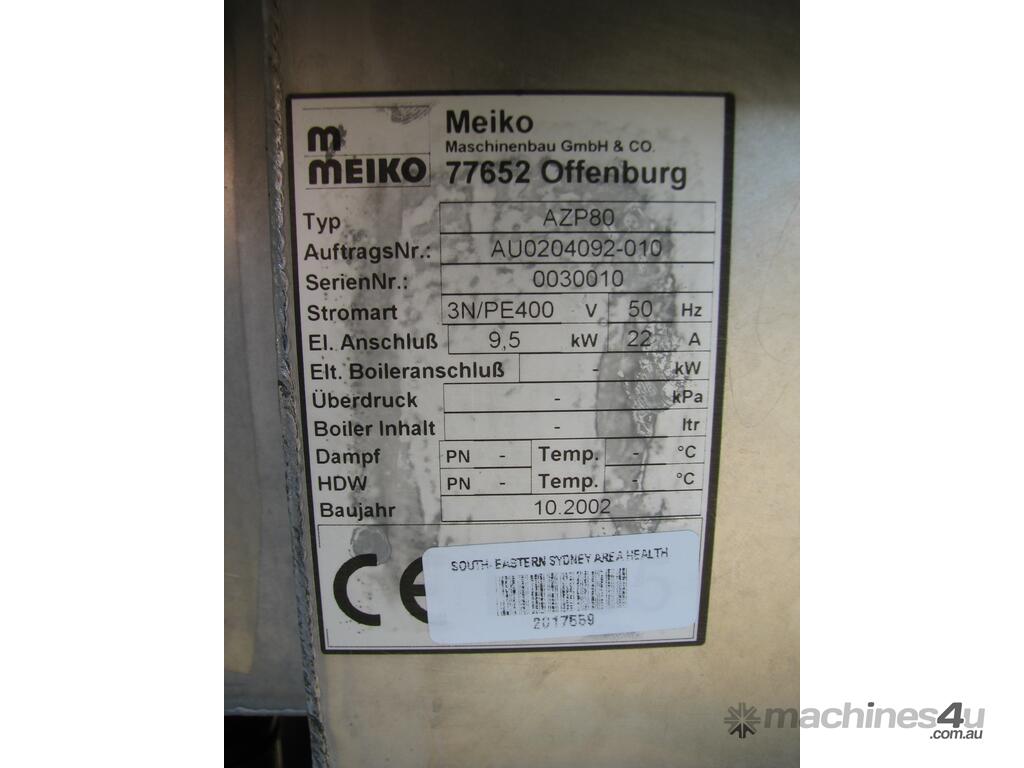 m
MEIKO
Meiko
Maschinenbau GmbH & CO.
77652 Offenburg
Typ AZP80
AuftragsNr.: AU0204092-010
SerienNr.: 0030010
Stromart 3N/PE400 V 50 Hz
El. Anschluß 9,5 kW 22 A
Elt. Boileranschluß - kW
Überdruck - kPa
Boiler Inhalt - ltr
Dampf PN - Temp. - °C
HDW PN - Temp. - °C
Baujahr 10.2002
CE
SOUTH EASTERN SYDNEY AREA HEALTH
2017559
machines4u
.com.au